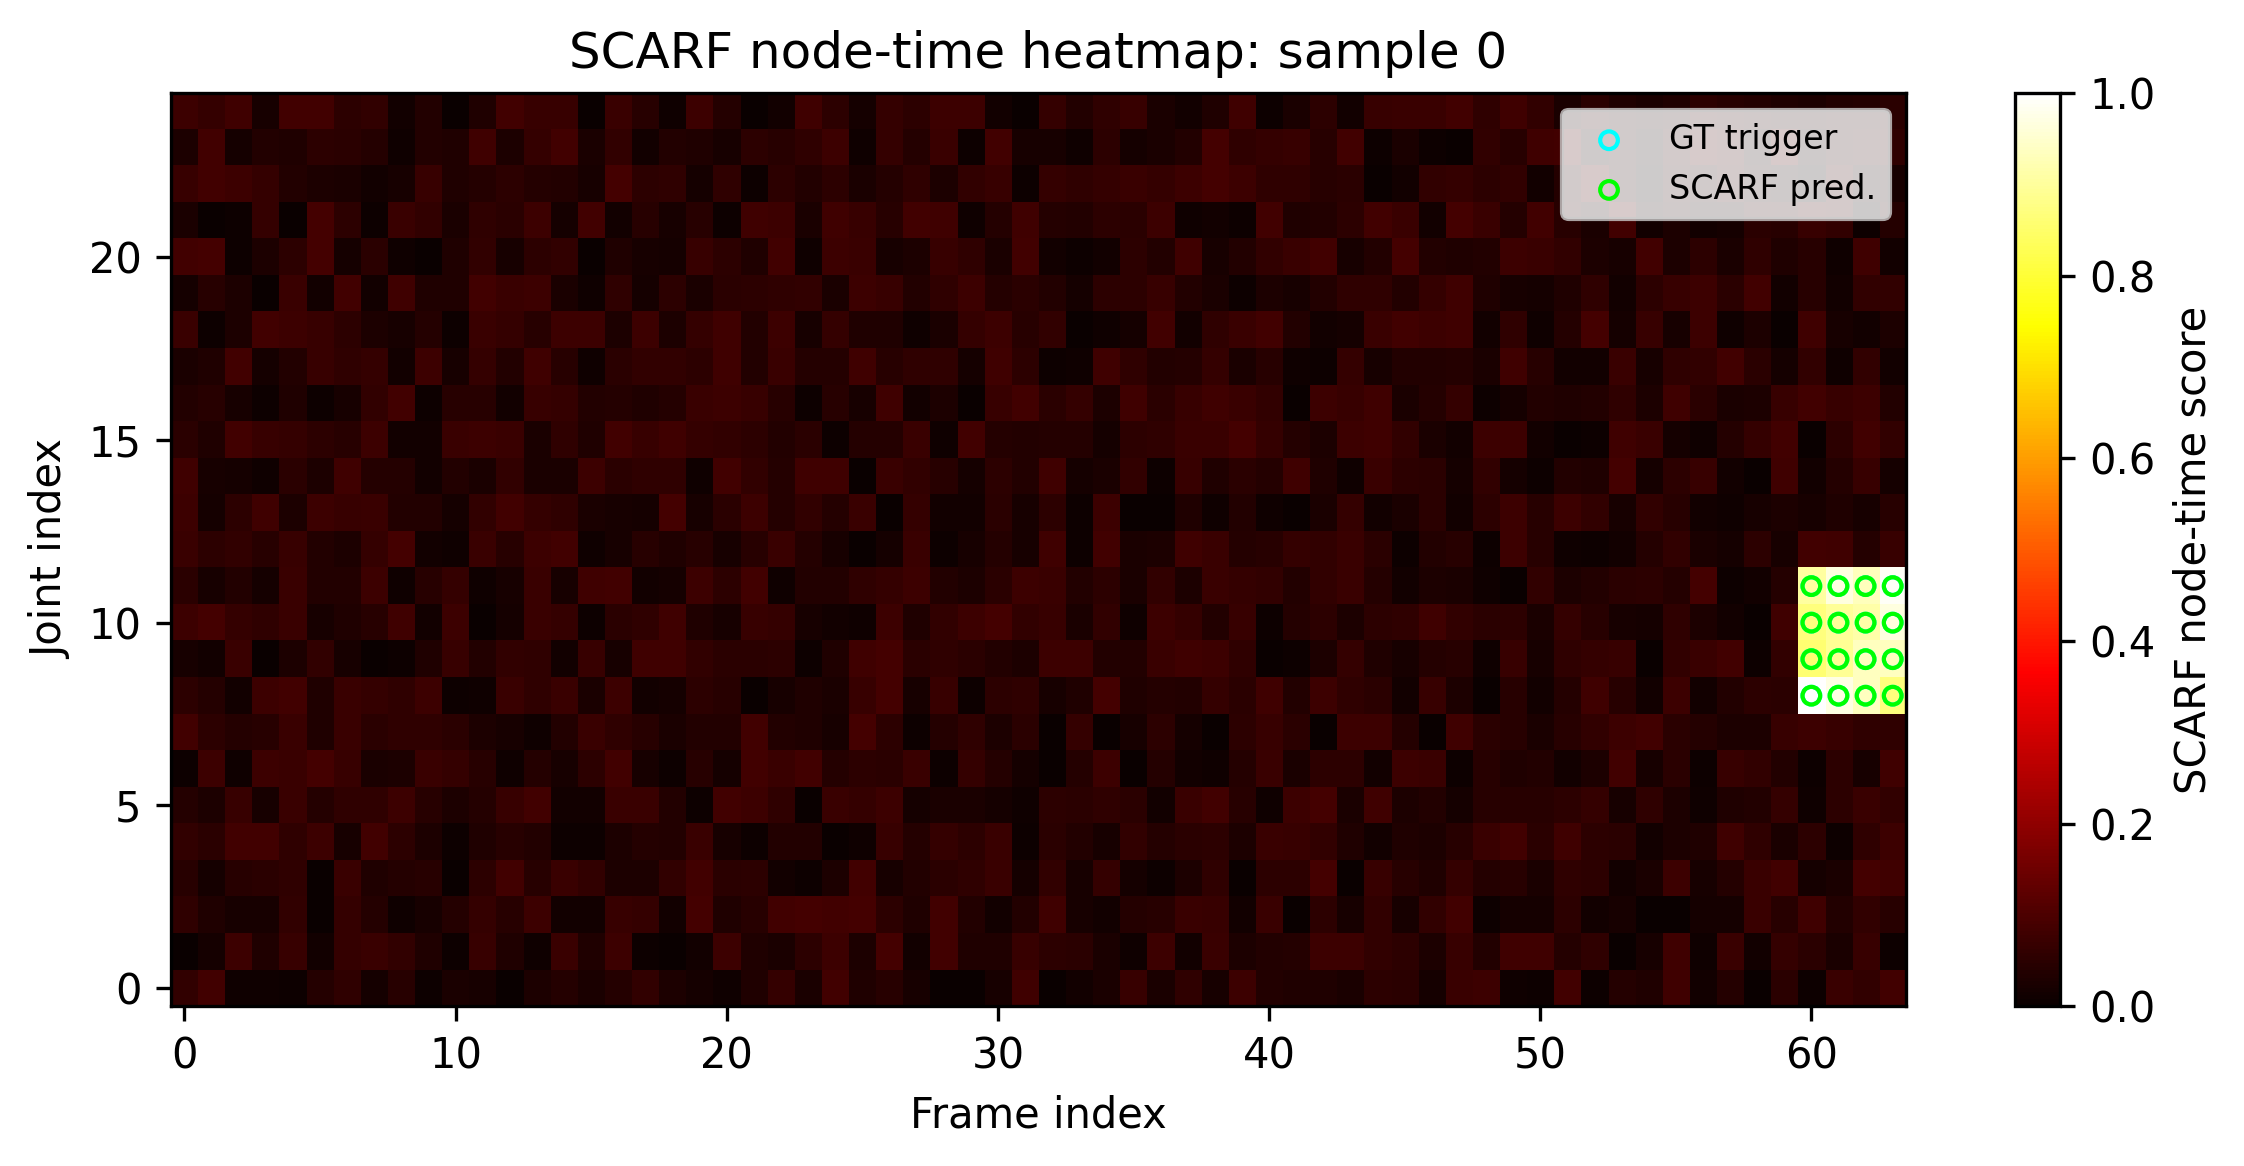 SCARF node-time heatmap: sample 0
GT trigger
SCARF pred.
20
15
10
5
0
Joint index
0 10 20 30 40 50 60
Frame index
1.0
0.8
0.6
0.4
0.2
0.0
SCARF node-time score